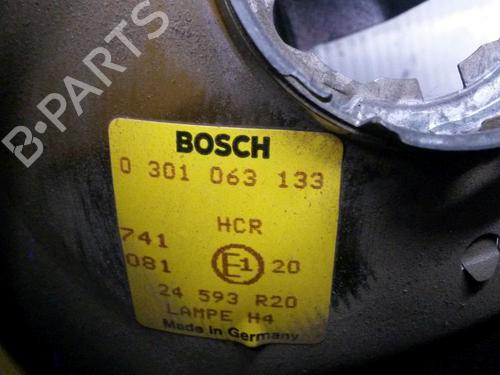 BOSCH
0 301 063 133
HCR
741
081 E1 20
24 593 R20
LAMPE H4
Made in Germany
B-PARTS